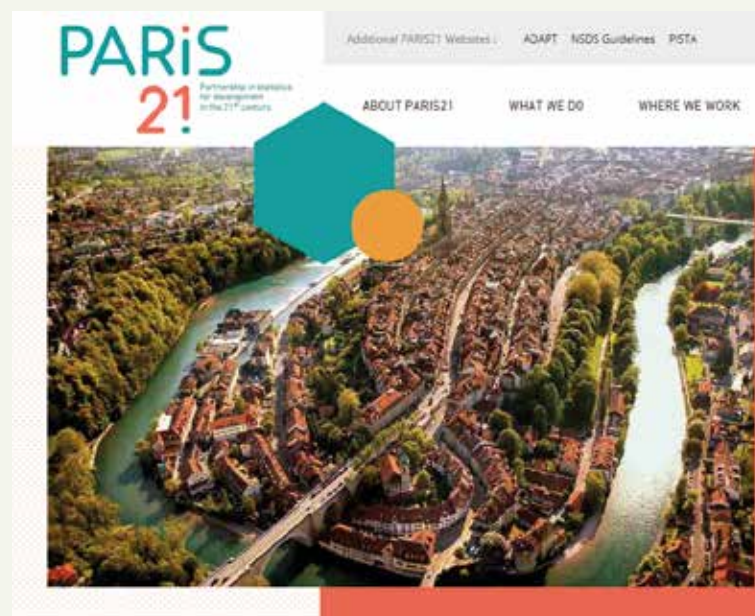 PARiS
21
Partnership in statistics
for development
in the 21st century
Additional PARIS21 Websites : ADAPT NSDS Guidelines PISTA
ABOUT PARIS21 WHAT WE DO WHERE WE WORK